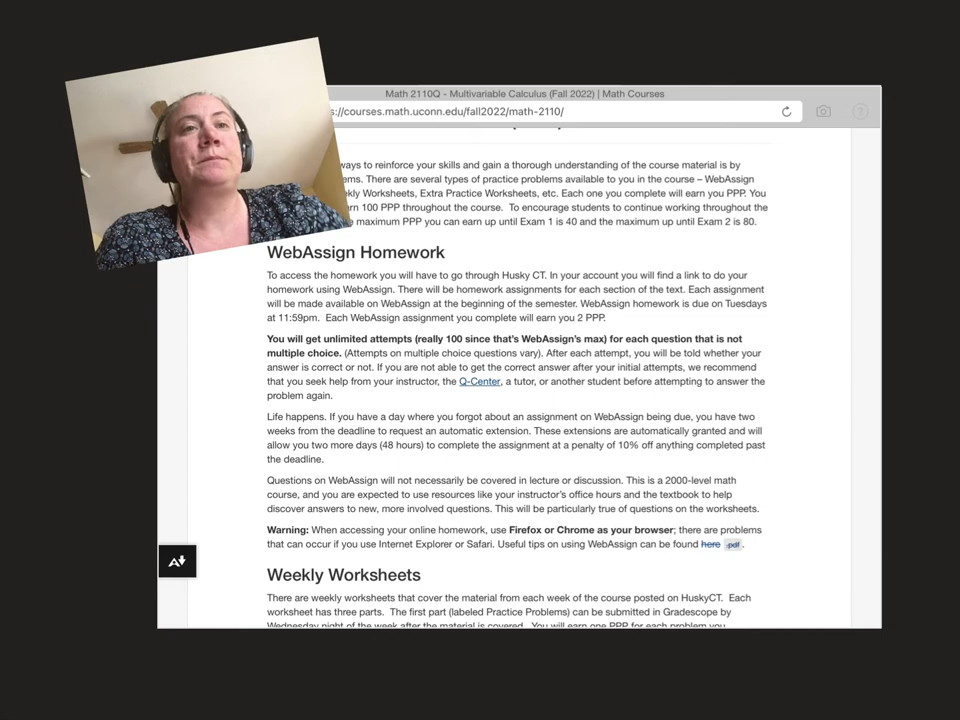 Math 2110Q - Multivariable Calculus (Fall 2022) | Math Courses
s://courses.math.uconn.edu/fall2022/math-2110/
ways to reinforce your skills and gain a thorough understanding of the course material is by
ems. There are several types of practice problems available to you in the course – WebAssign
kly Worksheets, Extra Practice Worksheets, etc. Each one you complete will earn you PPP. You
rn 100 PPP throughout the course. To encourage students to continue working throughout the
e maximum PPP you can earn up until Exam 1 is 40 and the maximum up until Exam 2 is 80.
WebAssign Homework
To access the homework you will have to go through Husky CT. In your account you will find a link to do your
homework using WebAssign. There will be homework assignments for each section of the text. Each assignment
will be made available on WebAssign at the beginning of the semester. WebAssign homework is due on Tuesdays
at 11:59pm. Each WebAssign assignment you complete will earn you 2 PPP.
You will get unlimited attempts (really 100 since that's WebAssign's max) for each question that is not
multiple choice. (Attempts on multiple choice questions vary). After each attempt, you will be told whether your
answer is correct or not. If you are not able to get the correct answer after your initial attempts, we recommend
that you seek help from your instructor, the Q-Center, a tutor, or another student before attempting to answer the
problem again.
Life happens. If you have a day where you forgot about an assignment on WebAssign being due, you have two
weeks from the deadline to request an automatic extension. These extensions are automatically granted and will
allow you two more days (48 hours) to complete the assignment at a penalty of 10% off anything completed past
the deadline.
Questions on WebAssign will not necessarily be covered in lecture or discussion. This is a 2000-level math
course, and you are expected to use resources like your instructor's office hours and the textbook to help
discover answers to new, more involved questions. This will be particularly true of questions on the worksheets.
Warning: When accessing your online homework, use Firefox or Chrome as your browser; there are problems
that can occur if you use Internet Explorer or Safari. Useful tips on using WebAssign can be found here pdf .
Weekly Worksheets
There are weekly worksheets that cover the material from each week of the course posted on HuskyCT. Each
worksheet has three parts. The first part (labeled Practice Problems) can be submitted in Gradescope by
Wednesday night of the week after the material is covered. You will earn one PPP for each problem you